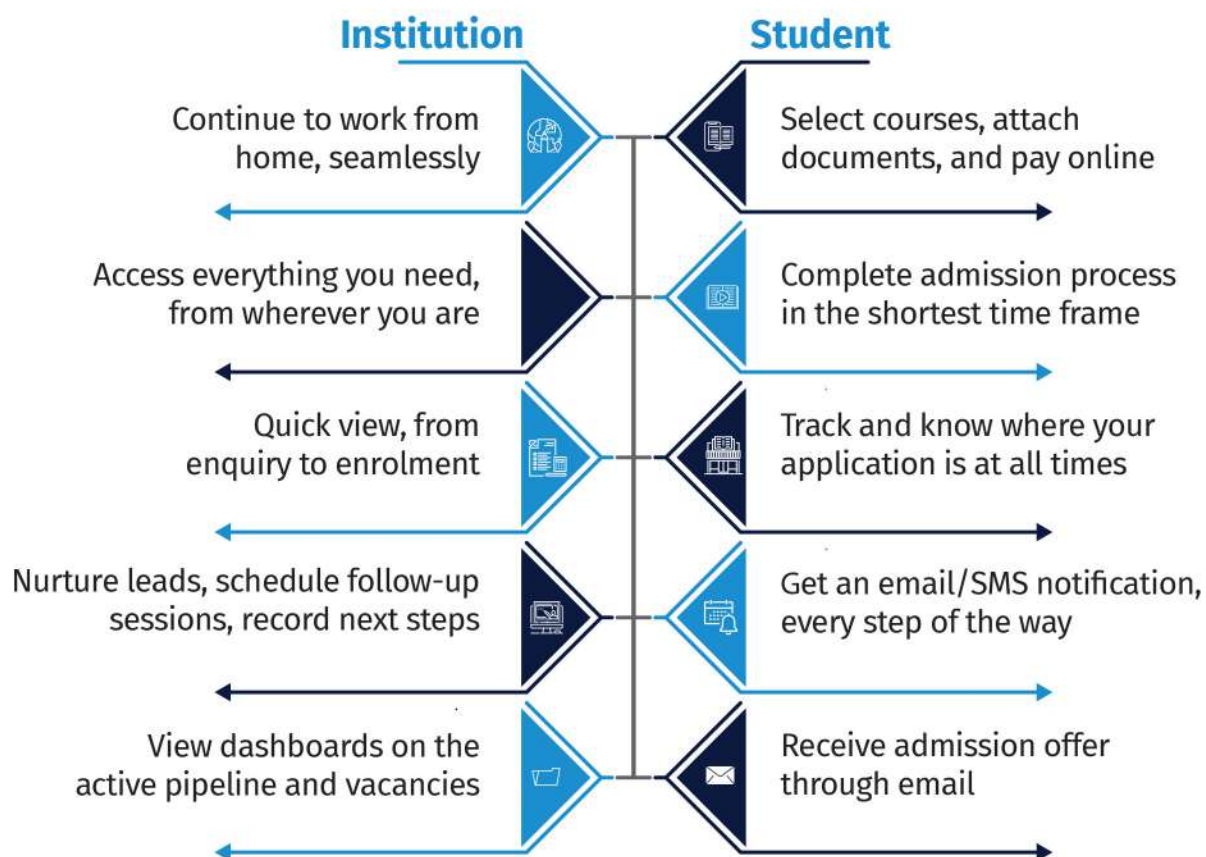 Institution
Continue to work from
home, seamlessly
Access everything you need,
from wherever you are
Quick view, from
enquiry to enrolment
Nurture leads, schedule follow-up
sessions, record next steps
View dashboards on the
active pipeline and vacancies
Student
Select courses, attach
documents, and pay online
Complete admission process
in the shortest time frame
Track and know where your
application is at all times
Get an email/SMS notification,
every step of the way
Receive admission offer
through email